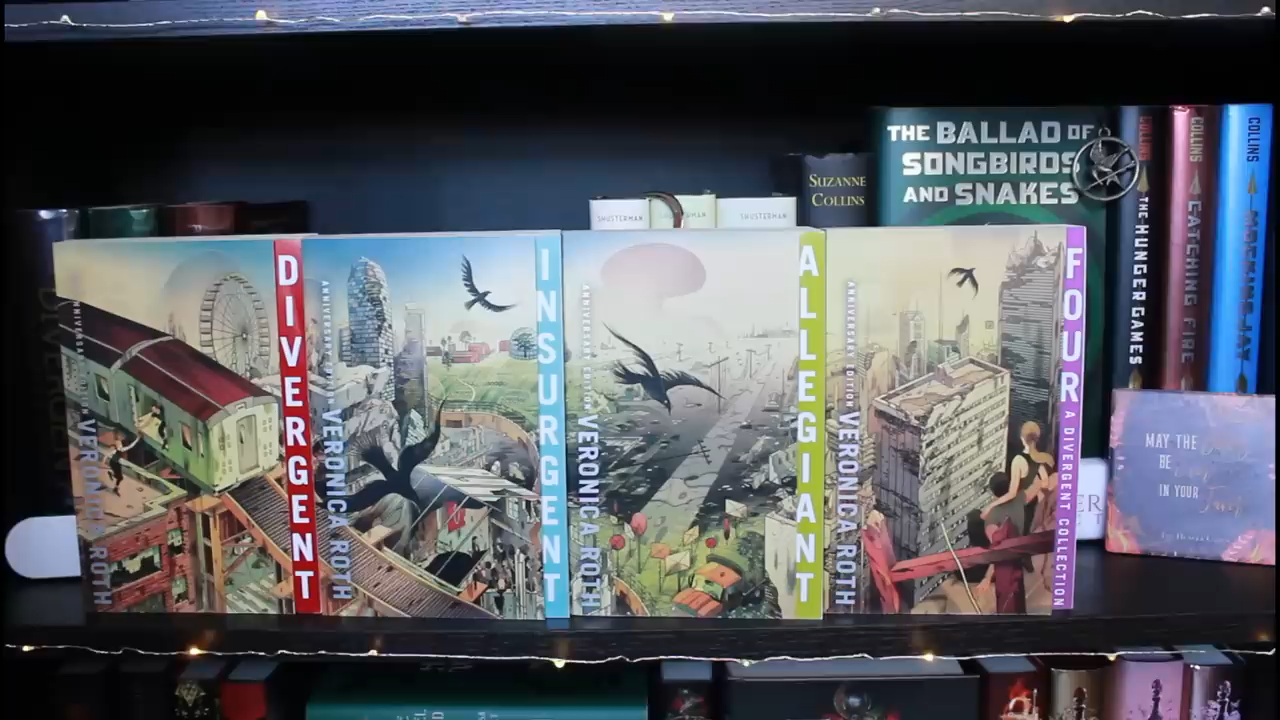 DIVERGENT
VERONICA ROTH
INSURGENT
ANNIVERSARY EDITION
VERONICA ROTH
ALLEGIANT
ANNIVERSARY EDITION
VERONICA ROTH
FOUR
A DIVERGENT COLLECTION
ANNIVERSARY EDITION
VERONICA ROTH
SHUSTERMAN
SHUSTERMAN
SUZANNE
COLLINS
THE BALLAD OF
SONGBIRDS
AND SNAKES
COLLINS
THE HUNGER GAMES
COLLINS
CATCHING FIRE
COLLINS
MOCKINGJAY
MAY THE
BE
IN YOUR